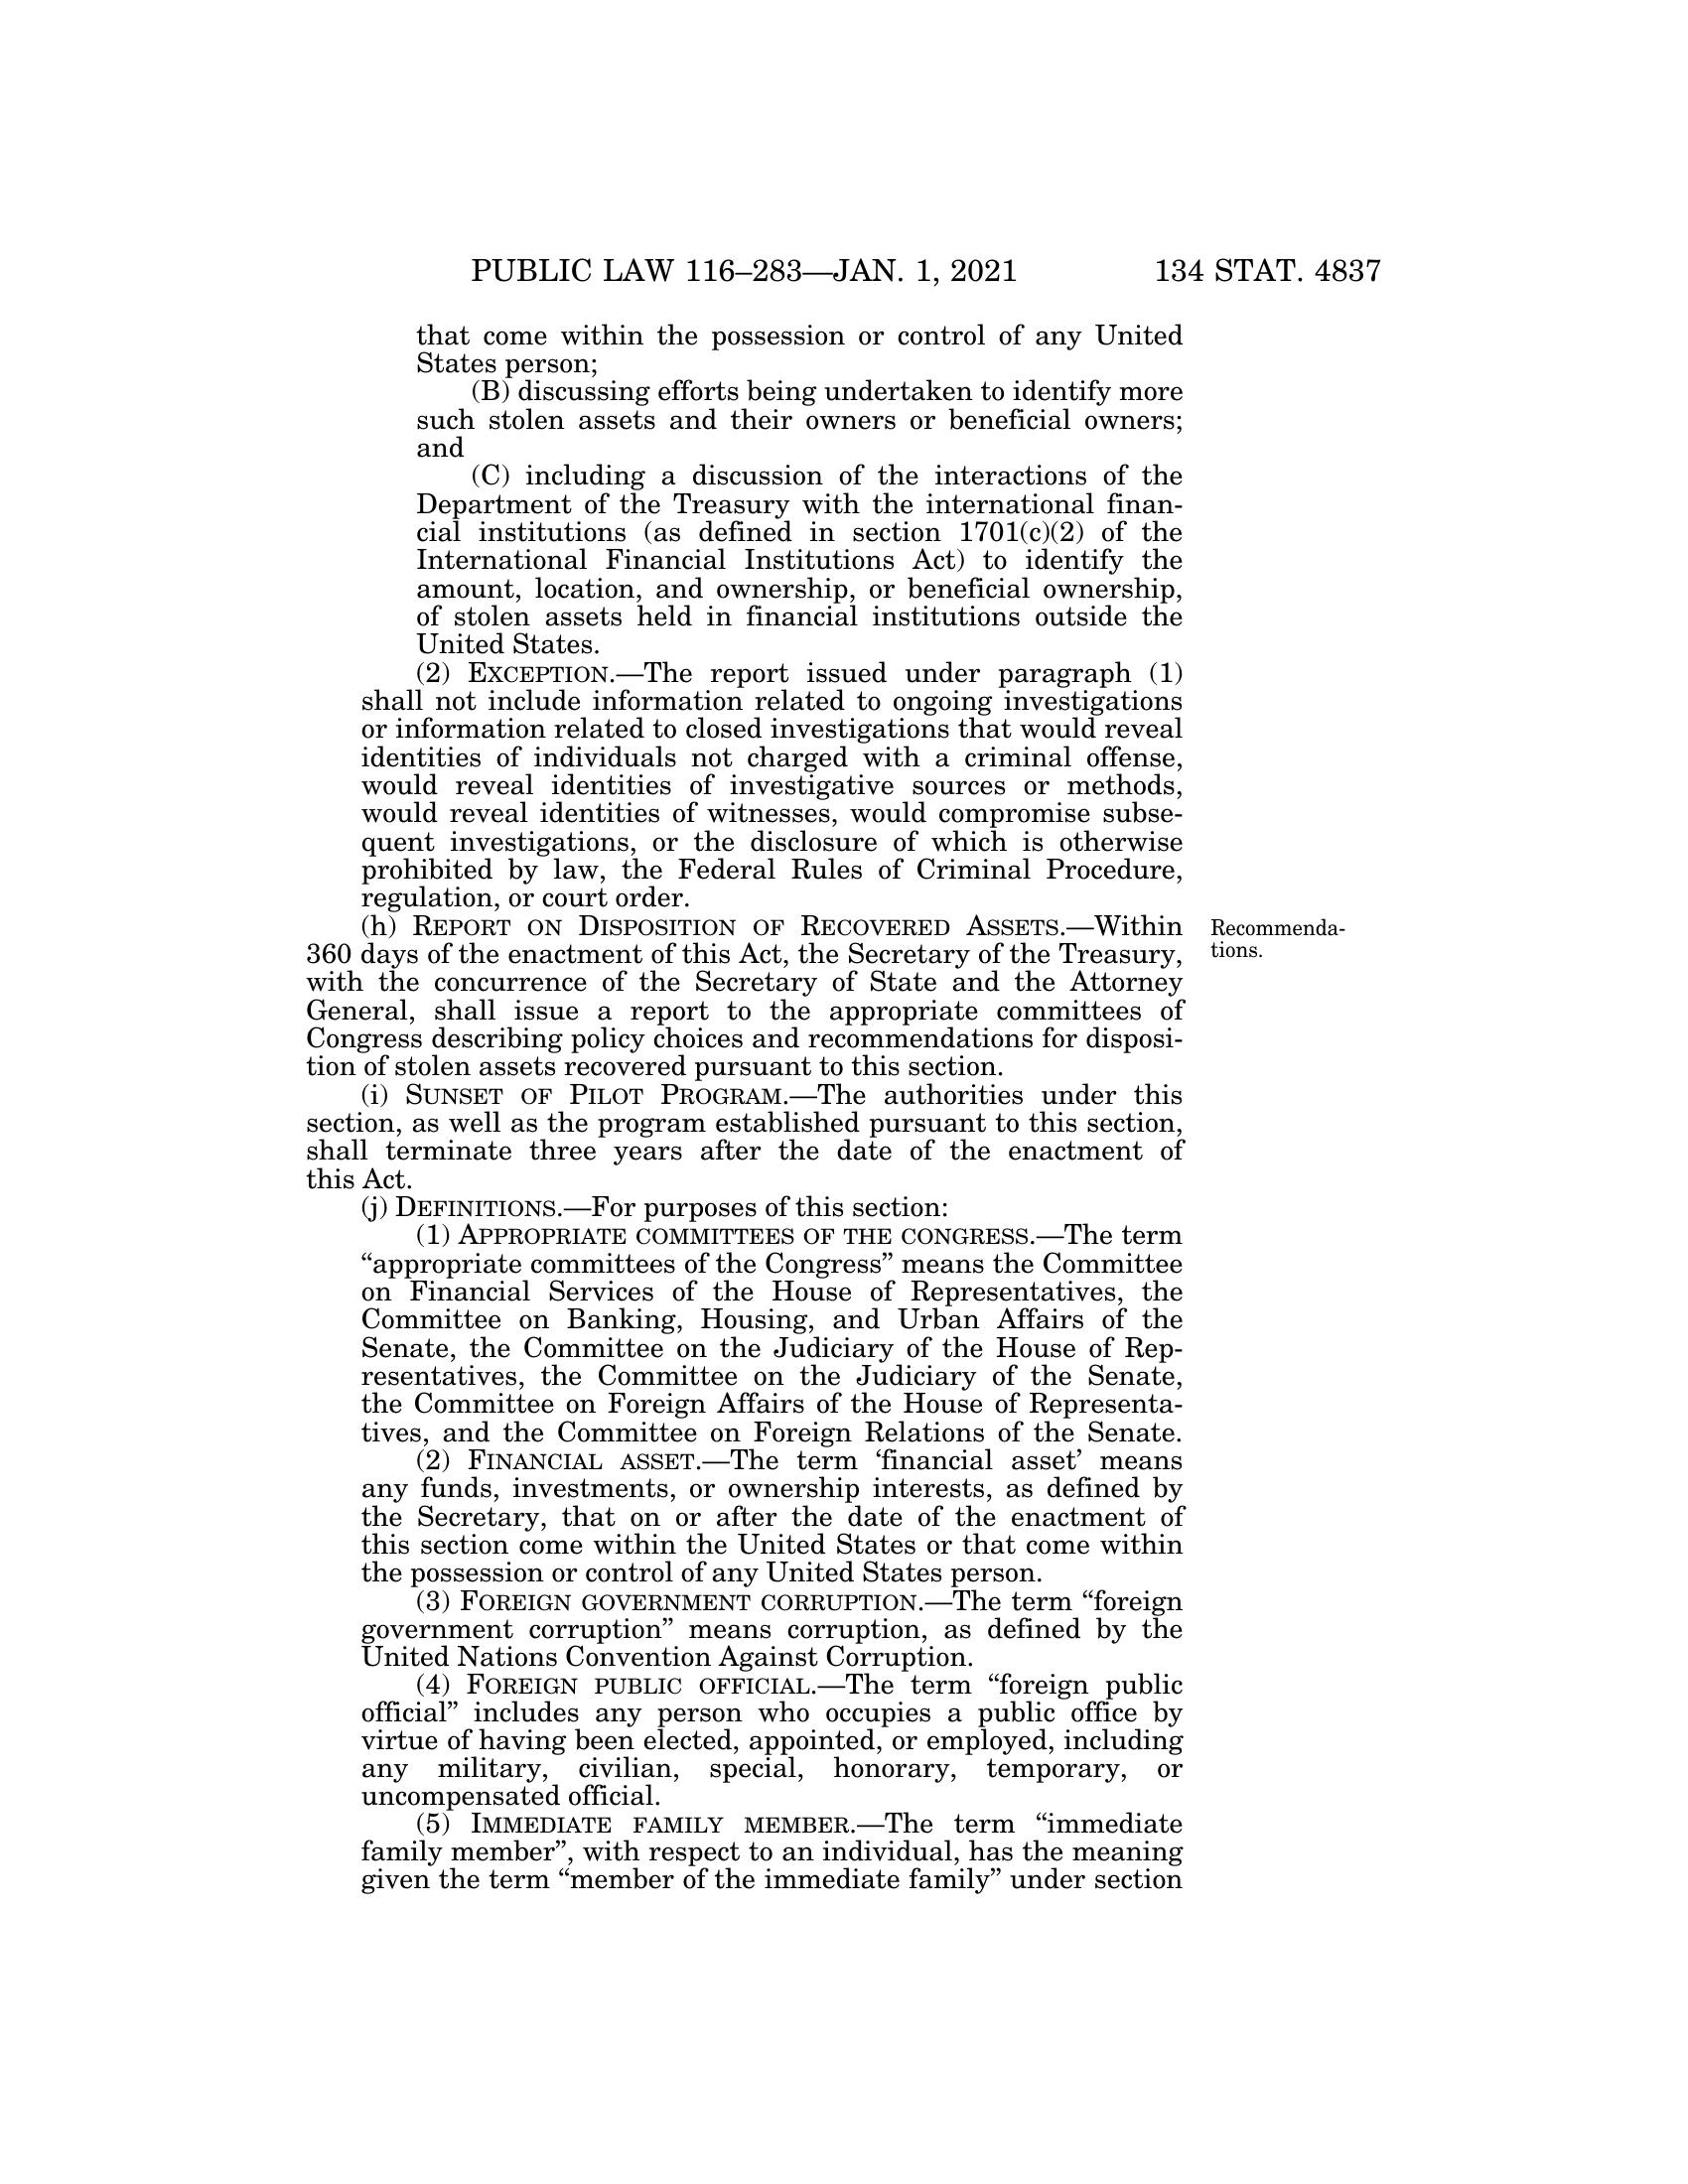 PUBLIC LAW 116–283—JAN. 1, 2021 134 STAT. 4837
that come within the possession or control of any United
States person;
(B) discussing efforts being undertaken to identify more
such stolen assets and their owners or beneficial owners;
and
(C) including a discussion of the interactions of the
Department of the Treasury with the international finan-
cial institutions (as defined in section 1701(c)(2) of the
International Financial Institutions Act) to identify the
amount, location, and ownership, or beneficial ownership,
of stolen assets held in financial institutions outside the
United States.
(2) EXCEPTION.—The report issued under paragraph (1)
shall not include information related to ongoing investigations
or information related to closed investigations that would reveal
identities of individuals not charged with a criminal offense,
would reveal identities of investigative sources or methods,
would reveal identities of witnesses, would compromise subse-
quent investigations, or the disclosure of which is otherwise
prohibited by law, the Federal Rules of Criminal Procedure,
regulation, or court order.
(h) REPORT ON DISPOSITION OF RECOVERED ASSETS.—Within
360 days of the enactment of this Act, the Secretary of the Treasury,
with the concurrence of the Secretary of State and the Attorney
General, shall issue a report to the appropriate committees of
Congress describing policy choices and recommendations for disposi-
tion of stolen assets recovered pursuant to this section.
Recommenda-
tions.
(i) SUNSET OF PILOT PROGRAM.—The authorities under this
section, as well as the program established pursuant to this section,
shall terminate three years after the date of the enactment of
this Act.
(j) DEFINITIONS.—For purposes of this section:
(1) APPROPRIATE COMMITTEES OF THE CONGRESS.—The term
“appropriate committees of the Congress” means the Committee
on Financial Services of the House of Representatives, the
Committee on Banking, Housing, and Urban Affairs of the
Senate, the Committee on the Judiciary of the House of Rep-
resentatives, the Committee on the Judiciary of the Senate,
the Committee on Foreign Affairs of the House of Representa-
tives, and the Committee on Foreign Relations of the Senate.
(2) FINANCIAL ASSET.—The term ‘financial asset’ means
any funds, investments, or ownership interests, as defined by
the Secretary, that on or after the date of the enactment of
this section come within the United States or that come within
the possession or control of any United States person.
(3) FOREIGN GOVERNMENT CORRUPTION.—The term “foreign
government corruption” means corruption, as defined by the
United Nations Convention Against Corruption.
(4) FOREIGN PUBLIC OFFICIAL.—The term “foreign public
official” includes any person who occupies a public office by
virtue of having been elected, appointed, or employed, including
any military, civilian, special, honorary, temporary, or
uncompensated official.
(5) IMMEDIATE FAMILY MEMBER.—The term “immediate
family member”, with respect to an individual, has the meaning
given the term “member of the immediate family” under section